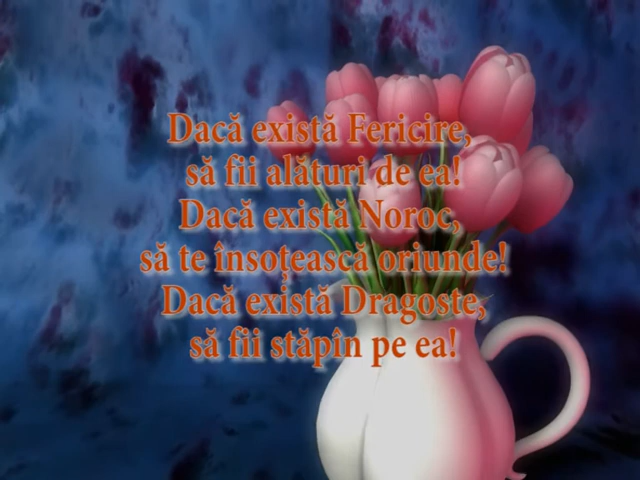 Dacă există Fericire,
să fii alături de ea!
Dacă există Noroc,
să te însoțească oriunde!
Dacă există Dragoste,
să fii stăpîn pe ea!